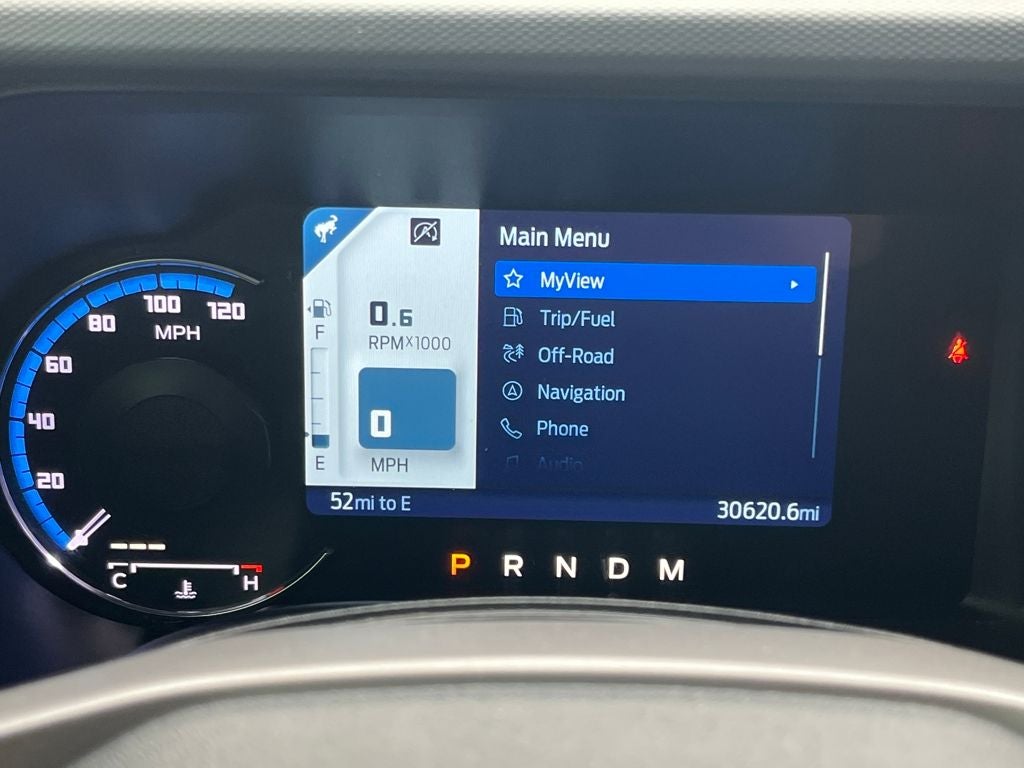 120
100
80
MPH
60
40
20
C
H
F
0.6
RPMx1000
0
MPH
E
Main Menu
MyView
Trip/Fuel
Off-Road
Navigation
Phone
Audio
52mi to E
30620.6mi
P R N D M